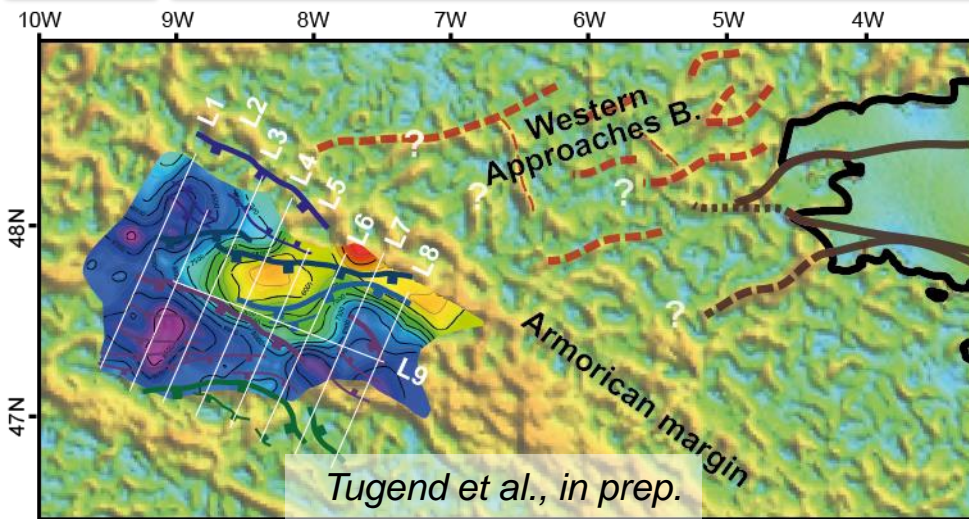 10W 9W 8W 7W 6W 5W 4W
48N
47N
L1
L2
L3
L4
L5
L6
L7
L8
L9
Western
Approaches B.
?
?
?
?
Armorican margin
Tugend et al., in prep.